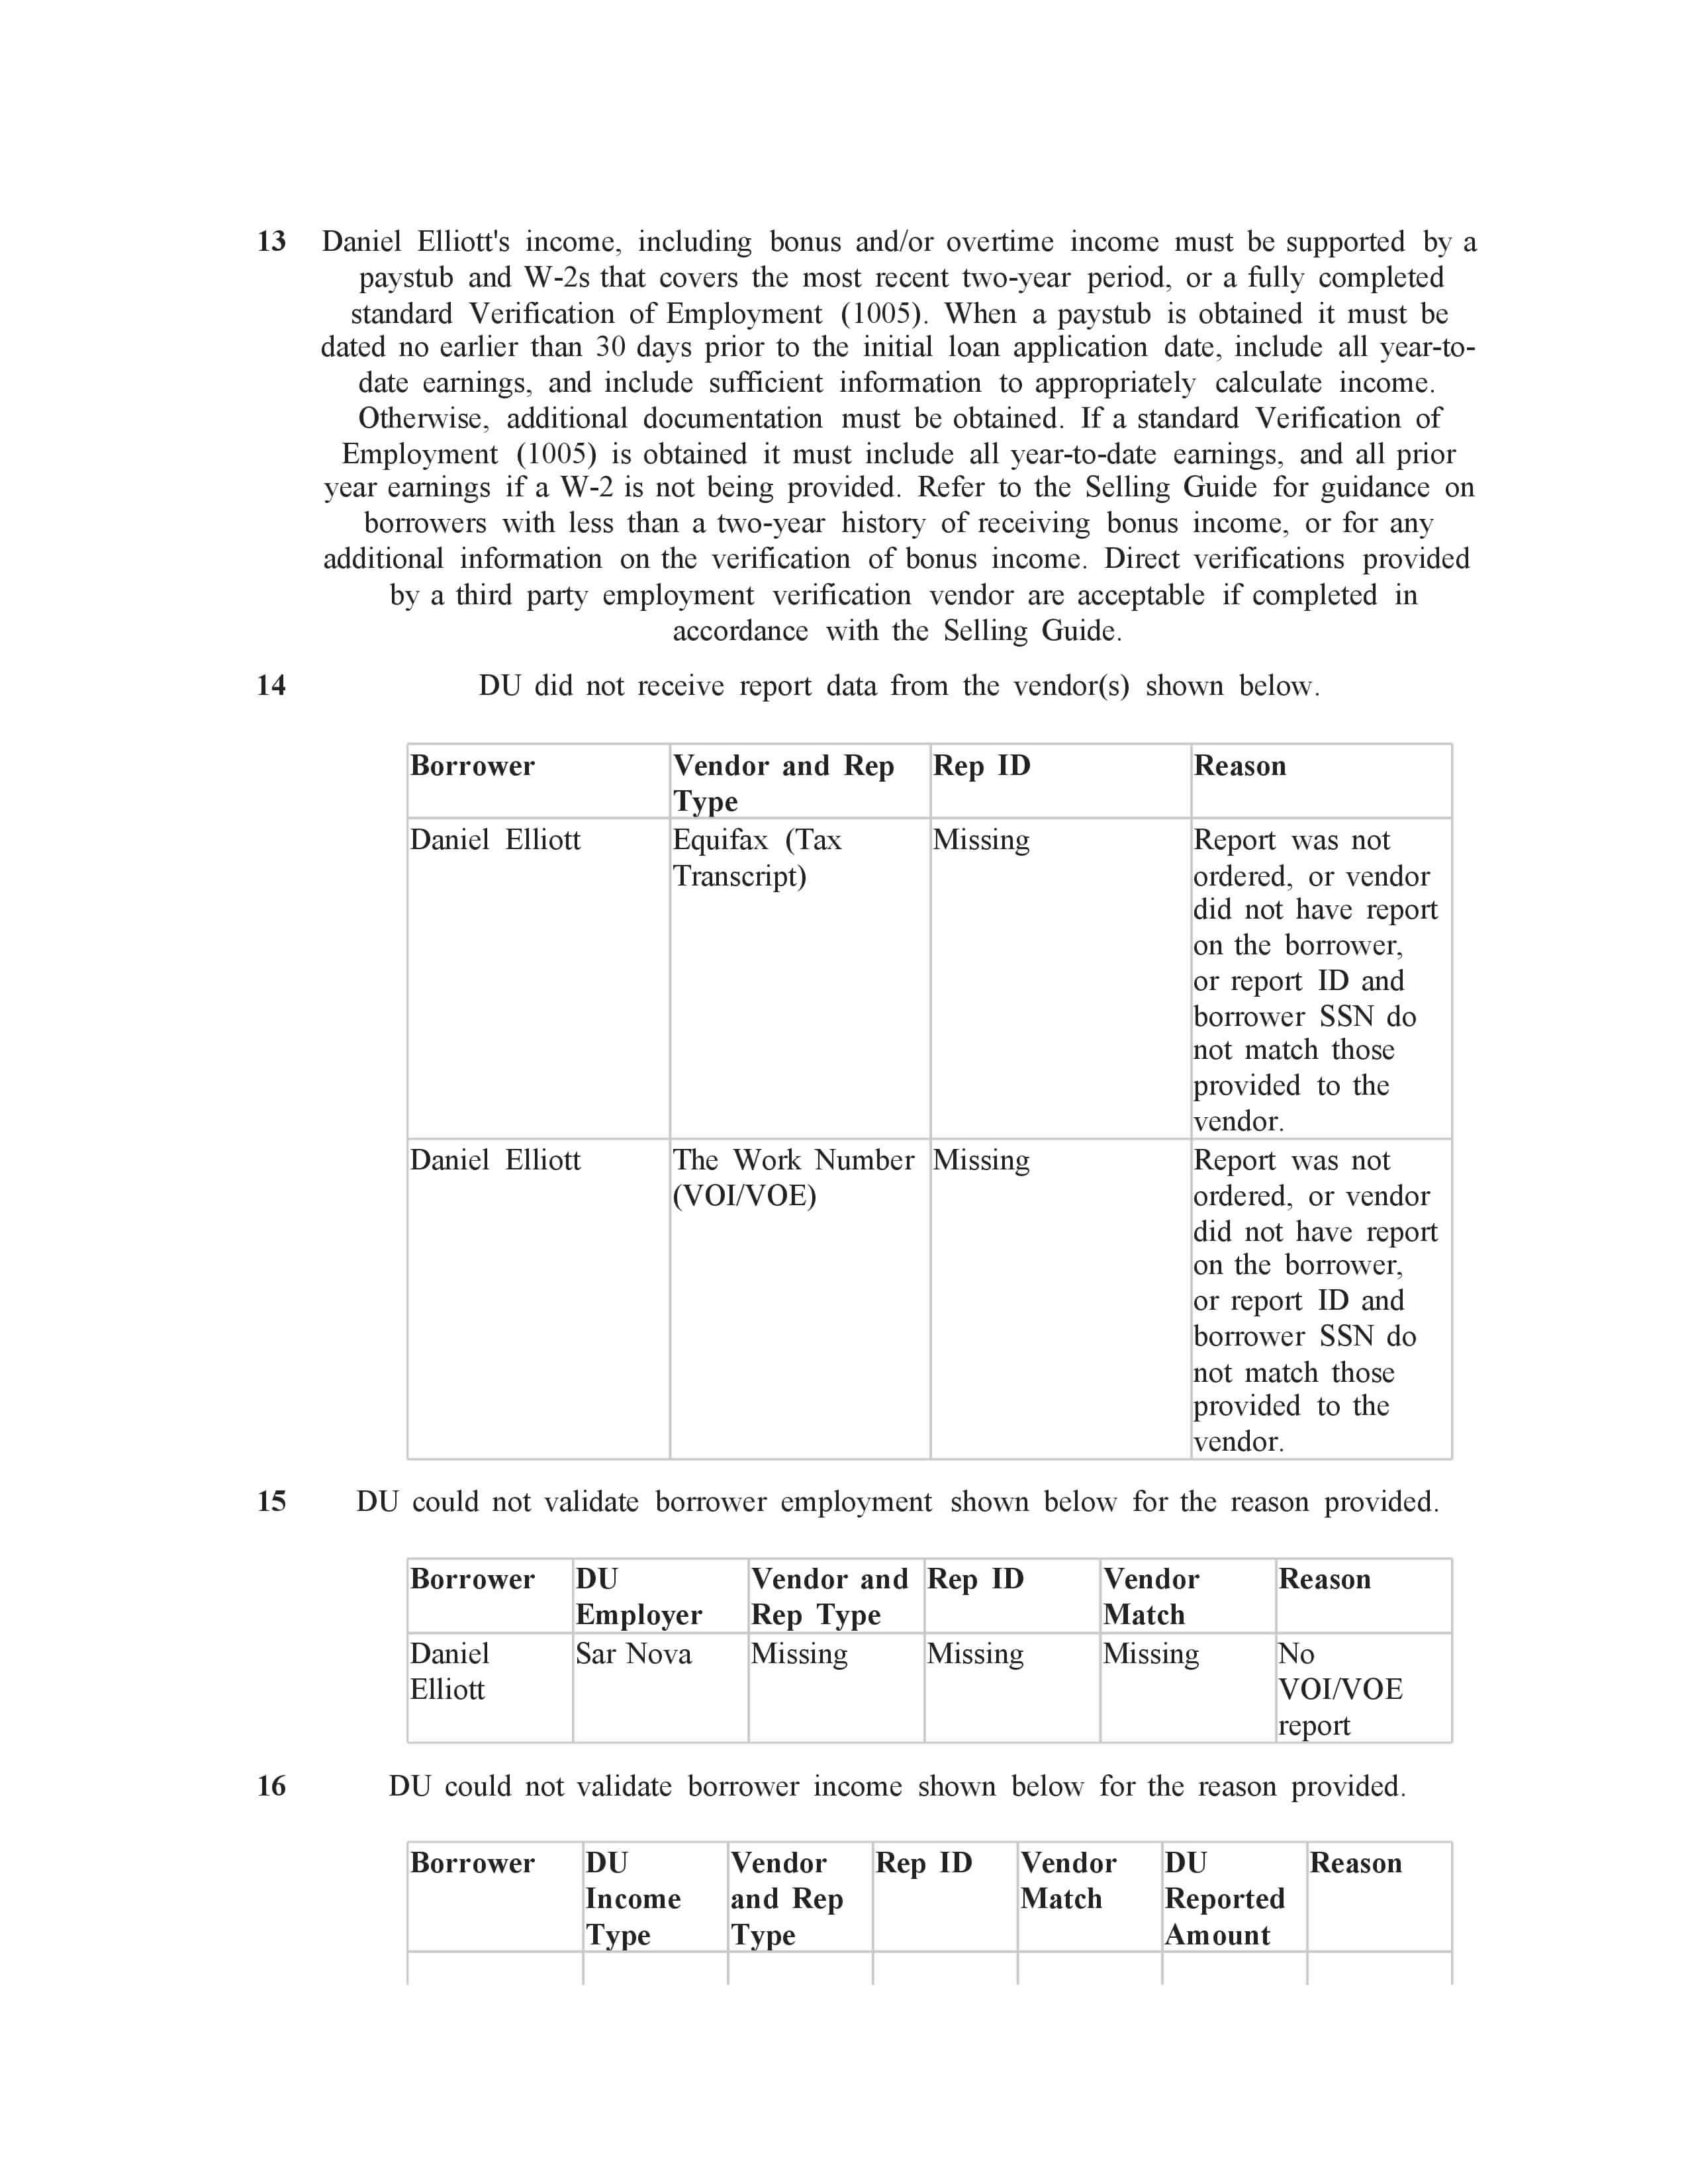 13 Daniel Elliott's income, including bonus and/or overtime income must be supported by a
paystub and W-2s that covers the most recent two-year period, or a fully completed
standard Verification of Employment (1005). When a paystub is obtained it must be
dated no earlier than 30 days prior to the initial loan application date, include all year-to-
date earnings, and include sufficient information to appropriately calculate income.
Otherwise, additional documentation must be obtained. If a standard Verification of
Employment (1005) is obtained it must include all year-to-date earnings, and all prior
year earnings if a W-2 is not being provided. Refer to the Selling Guide for guidance on
borrowers with less than a two-year history of receiving bonus income, or for any
additional information on the verification of bonus income. Direct verifications provided
by a third party employment verification vendor are acceptable if completed in
accordance with the Selling Guide.
14 DU did not receive report data from the vendor(s) shown below.
Borrower Vendor and Rep Rep ID Reason
Type
Daniel Elliott Equifax (Tax Missing Report was not
Transcript) ordered, or vendor
did not have report
on the borrower,
or report ID and
borrower SSN do
not match those
provided to the
vendor.
Daniel Elliott The Work Number Missing Report was not
(VOI/VOE) ordered, or vendor
did not have report
on the borrower,
or report ID and
borrower SSN do
not match those
provided to the
vendor.
15 DU could not validate borrower employment shown below for the reason provided.
Borrower DU Vendor and Rep ID Vendor Reason
Employer Rep Type Match
Daniel Sar Nova Missing Missing Missing No
Elliott VOI/VOE
report
16 DU could not validate borrower income shown below for the reason provided.
Borrower DU Vendor Rep ID Vendor DU Reason
Income and Rep Match Reported
Type Type Amount